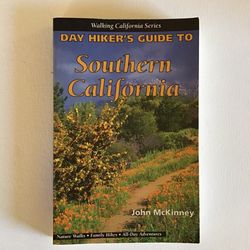 Walking California Series
DAY HIKER'S GUIDE TO
Southern
California
John McKinney
Nature Walks • Family Hikes • All-Day Adventures